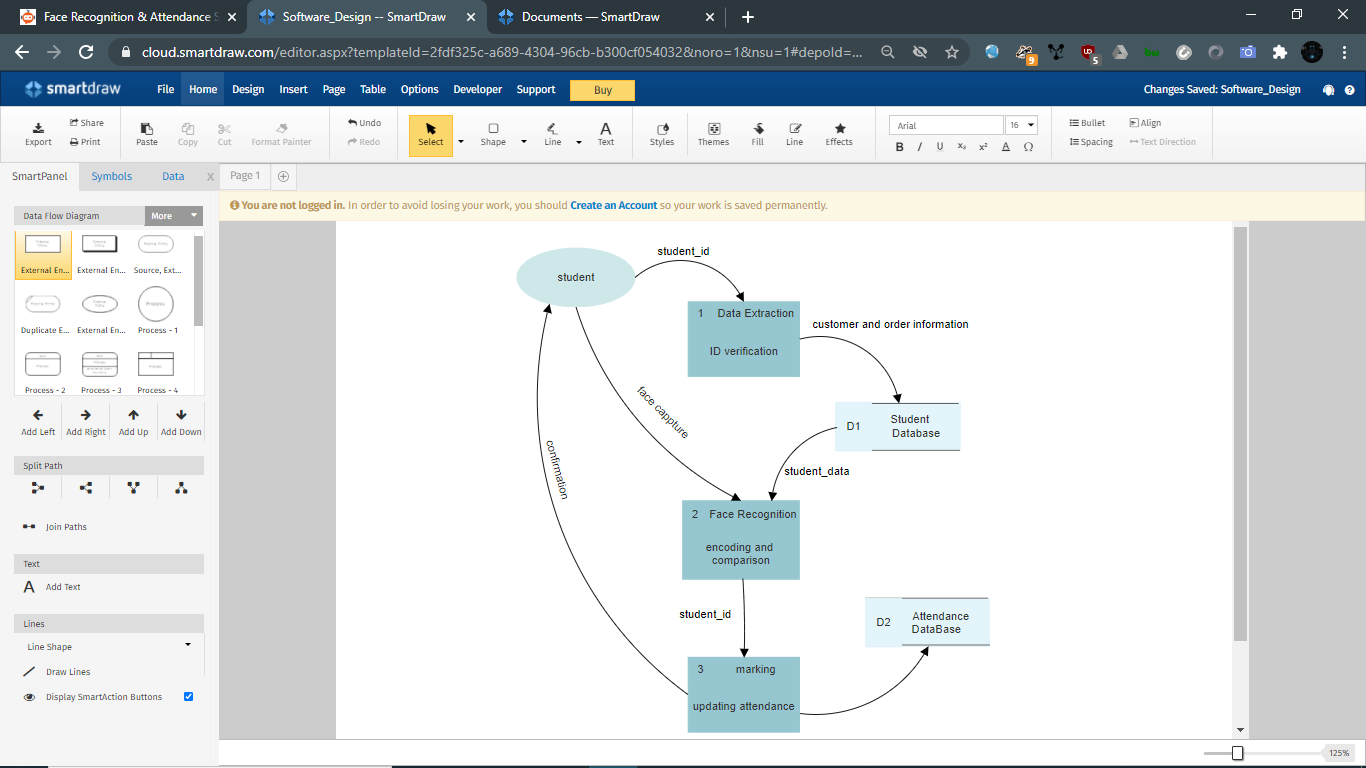 Face Recognition & Attendance S
Software_Design -- SmartDraw
Documents — SmartDraw
cloud.smartdraw.com/editor.aspx?templateId=2fdf325c-a689-4304-96cb-b300cf054032&noro=1&nsu=1#depoId=...
9
5
smartdraw
File Home Design Insert Page Table Options Developer Support Buy
Changes Saved: Software_Design
Export
Share
Print
Paste
Copy
Cut
Format Painter
Undo
Redo
Select
Shape
Line
Text
Styles
Themes
Fill
Line
Effects
Arial
16
B I U X₂ X² A Ω
Bullet
Align
Spacing
Text Direction
SmartPanel Symbols Data X
Page 1
You are not logged in. In order to avoid losing your work, you should Create an Account so your work is saved permanently.
Data Flow Diagram More
External En...
External En...
Source, Ext...
Duplicate E...
External En...
Process
Process - 1
Process - 2
Process - 3
Process - 4
Add Left
Add Right
Add Up
Add Down
Split Path
Join Paths
Text
A Add Text
Lines
Line Shape
Draw Lines
Display SmartAction Buttons
student
student_id
1 Data Extraction
ID verification
customer and order information
D1
Student
Database
student_data
face cappture
confirmation
2 Face Recognition
encoding and
comparison
student_id
D2
Attendance
DataBase
3 marking
updating attendance
125%